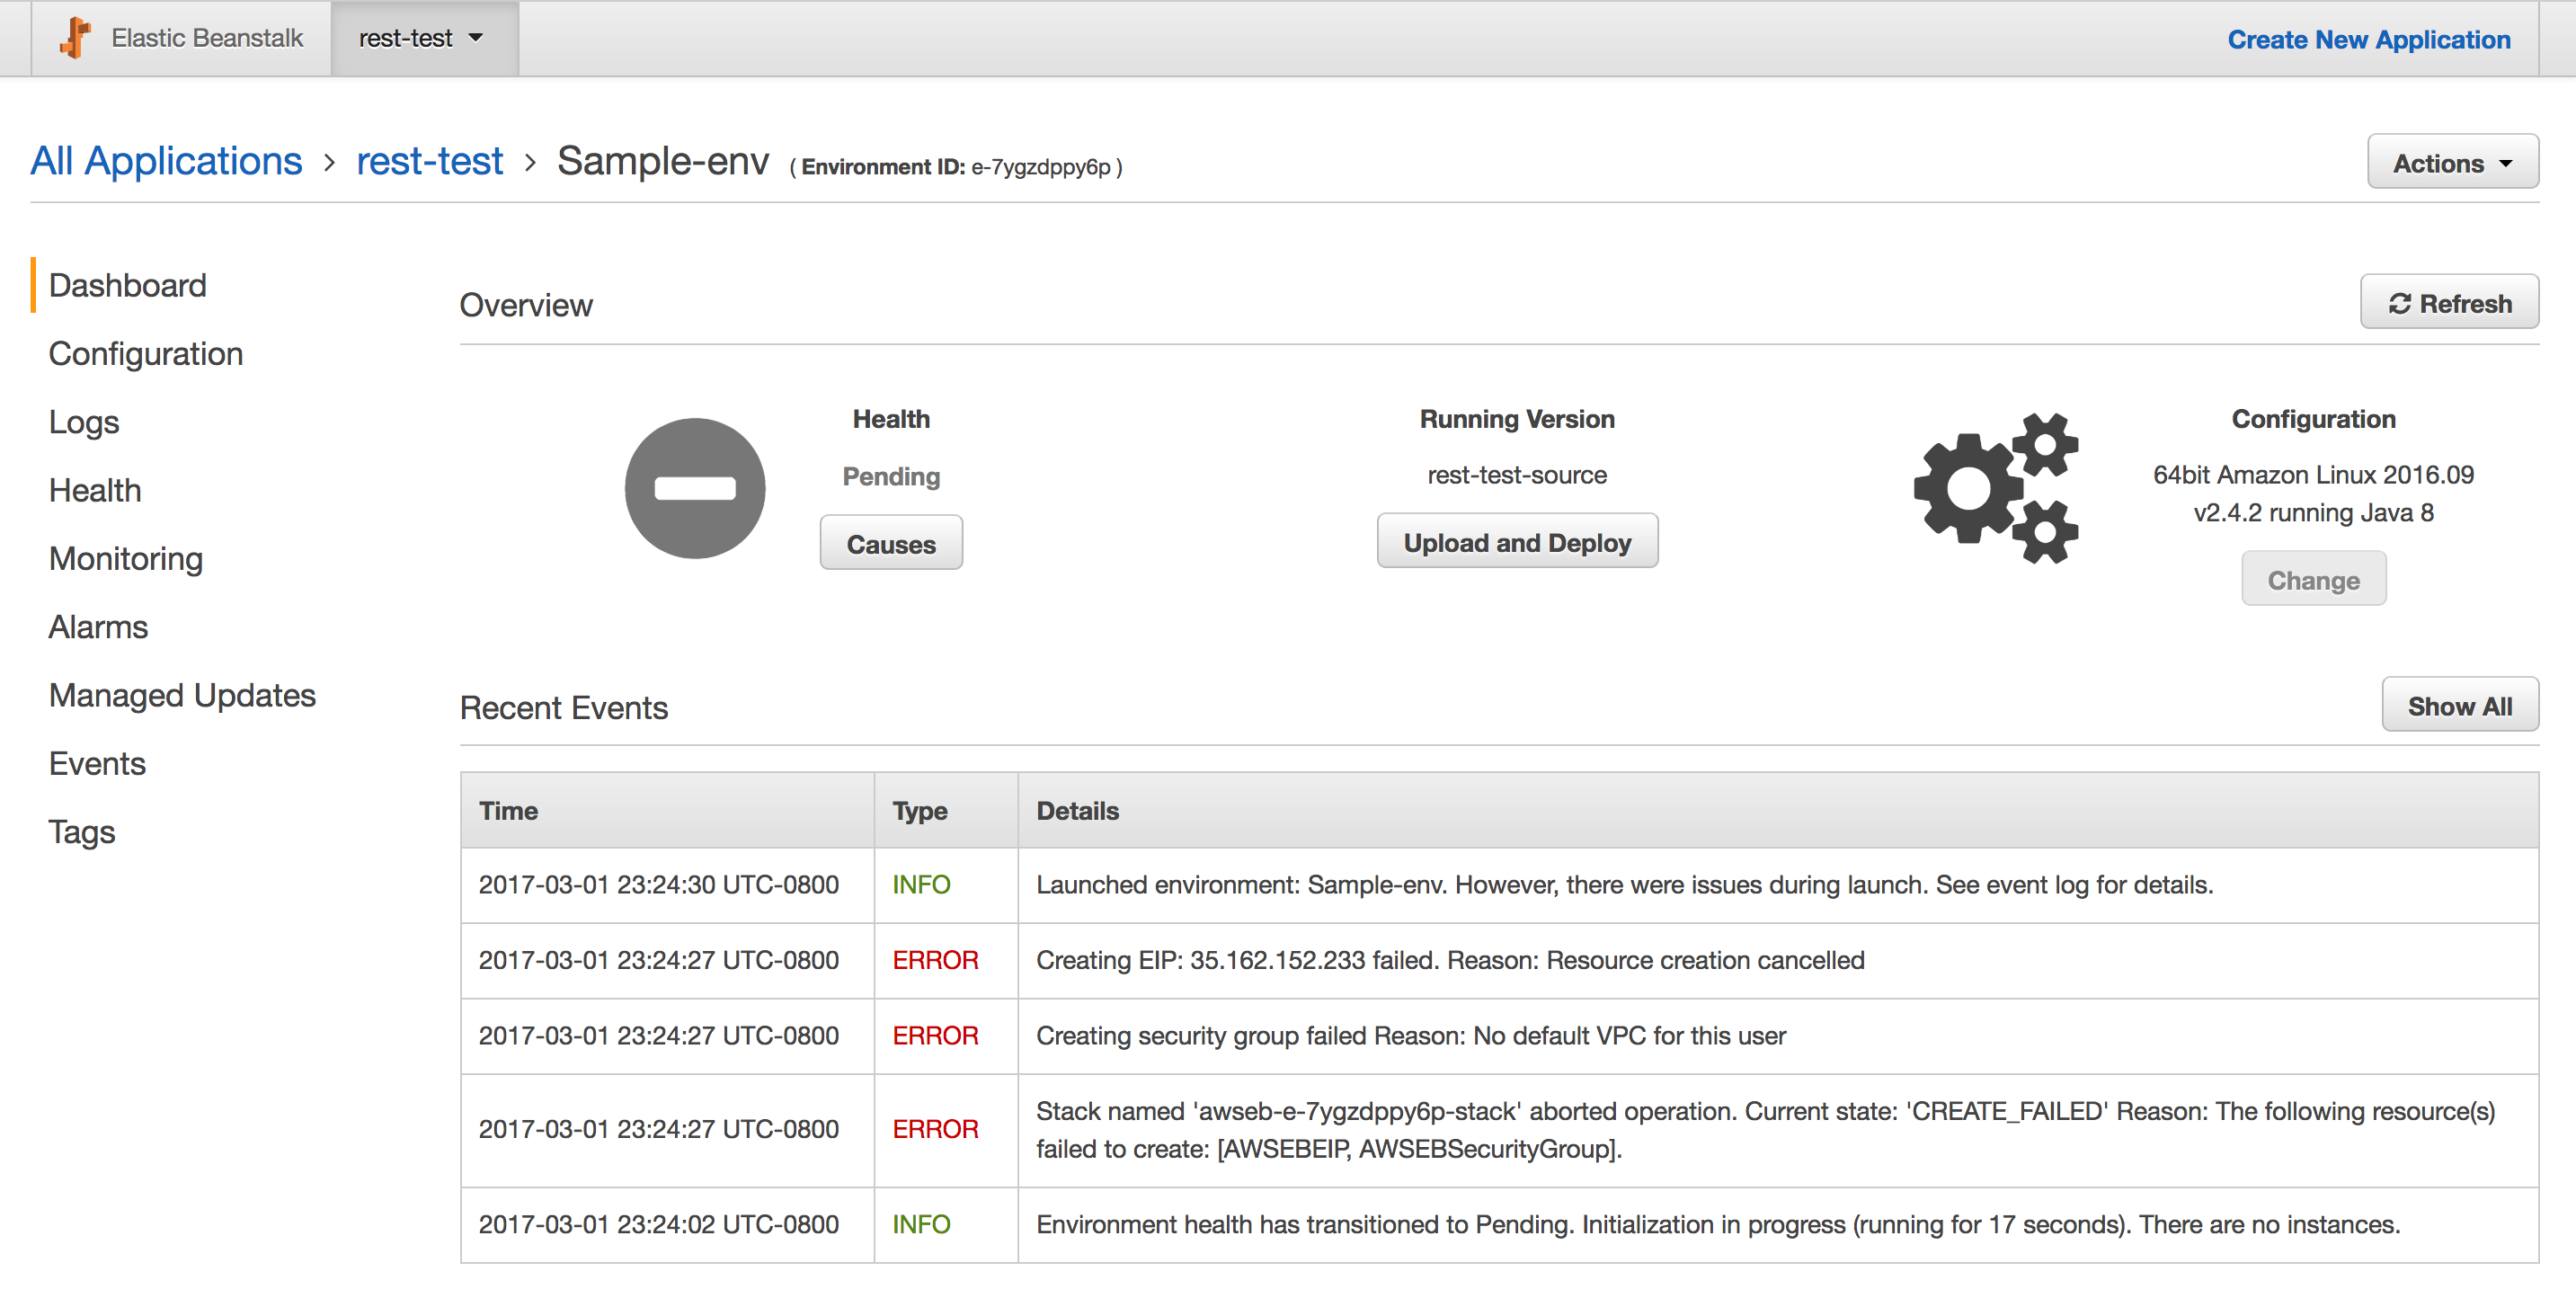 Elastic Beanstalk
rest-test
Create New Application
All Applications > rest-test > Sample-env ( Environment ID: e-7ygzdppy6p )
Actions
Dashboard
Configuration
Logs
Health
Monitoring
Alarms
Managed Updates
Events
Tags
Overview
Refresh
Health
Pending
Causes
Running Version
rest-test-source
Upload and Deploy
Configuration
64bit Amazon Linux 2016.09
v2.4.2 running Java 8
Change
Recent Events
Show All
Time Type Details
2017-03-01 23:24:30 UTC-0800 INFO Launched environment: Sample-env. However, there were issues during launch. See event log for details.
2017-03-01 23:24:27 UTC-0800 ERROR Creating EIP: 35.162.152.233 failed. Reason: Resource creation cancelled
2017-03-01 23:24:27 UTC-0800 ERROR Creating security group failed Reason: No default VPC for this user
2017-03-01 23:24:27 UTC-0800 ERROR Stack named 'awseb-e-7ygzdppy6p-stack' aborted operation. Current state: 'CREATE_FAILED' Reason: The following resource(s)
failed to create: [AWSEBEIP, AWSEBSecurityGroup].
2017-03-01 23:24:02 UTC-0800 INFO Environment health has transitioned to Pending. Initialization in progress (running for 17 seconds). There are no instances.